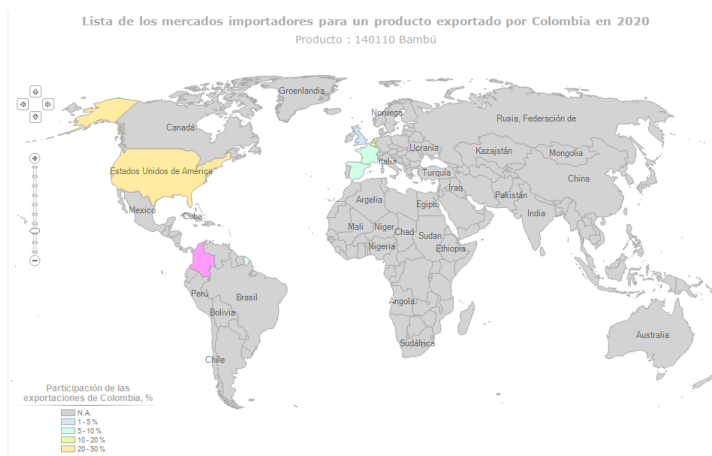 Lista de los mercados importadores para un producto exportado por Colombia en 2020
Producto : 140110 Bambú
Groenlandia
Noruega
Rusia, Federación de
Canadá
Ucrania
Kazajstán
Mongolia
Italia
Estados Unidos de América
Turquía
China
Iraq
Pakistán
Argelia
Egipto
México
India
Cuba
Malí
Niger
Chad
Sudan
Nigeria
Ethiopia
Perú
Brasil
Angola
Bolivia
Australia
Sudáfrica
Chile
Participación de las
exportaciones de Colombia, %
N.A.
1 - 5 %
5 - 10 %
10 - 20 %
20 - 50 %